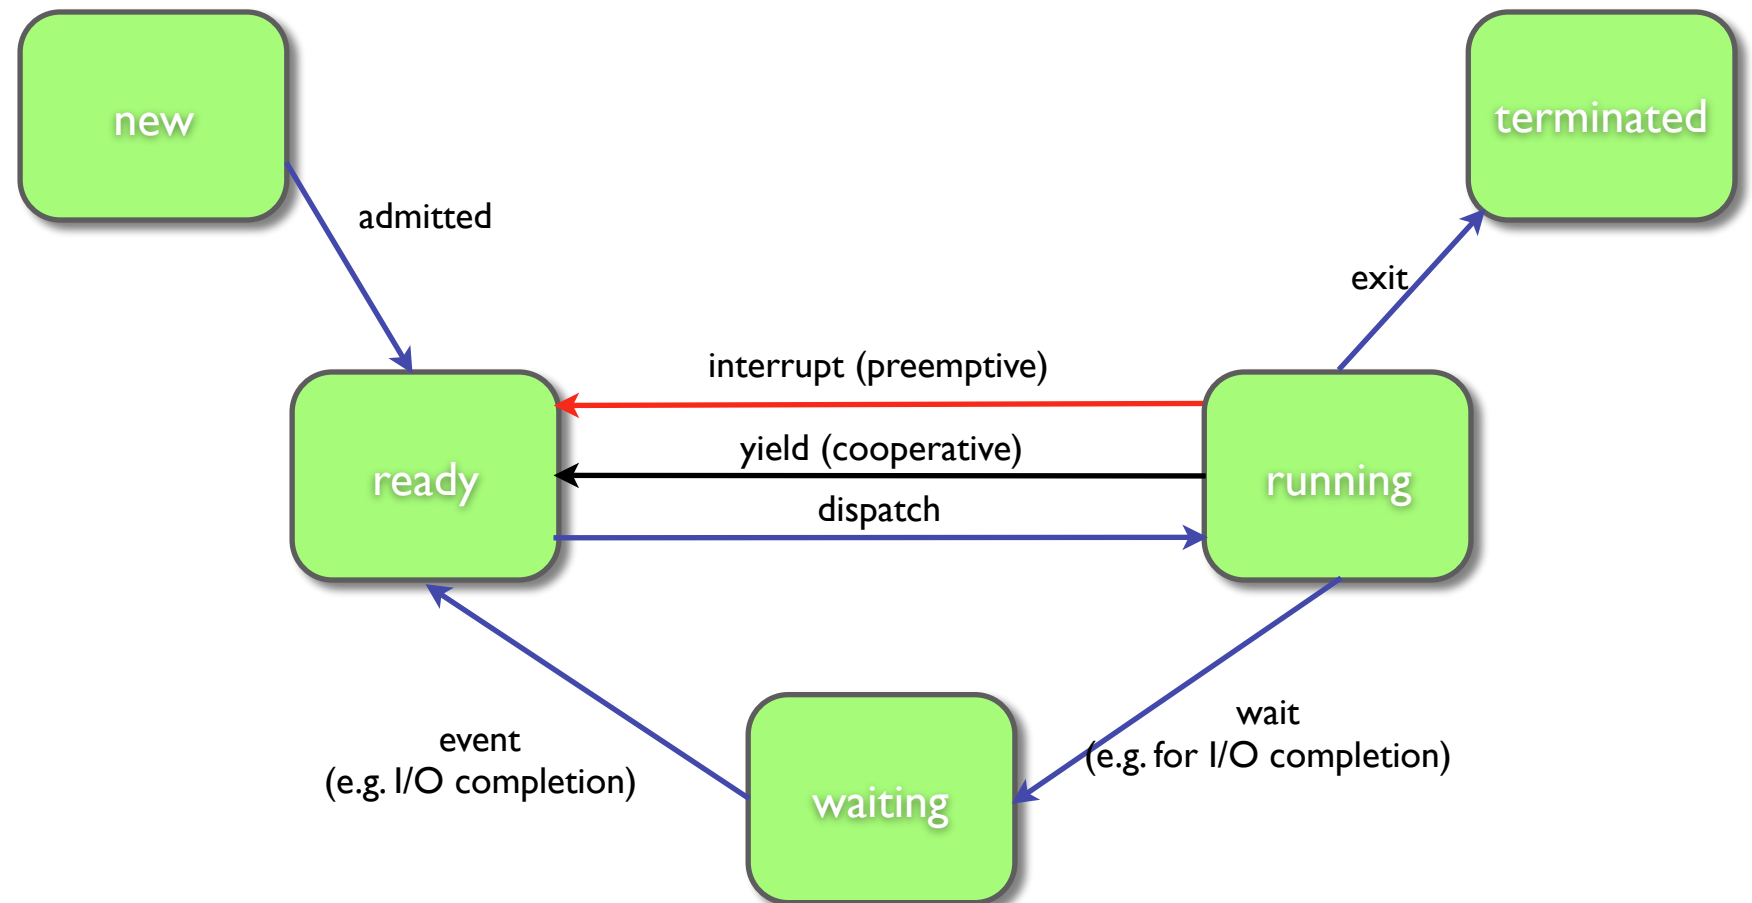 new
terminated
admitted
exit
interrupt (preemptive)
yield (cooperative)
ready
running
dispatch
wait
(e.g. for I/O completion)
event
(e.g. I/O completion)
waiting